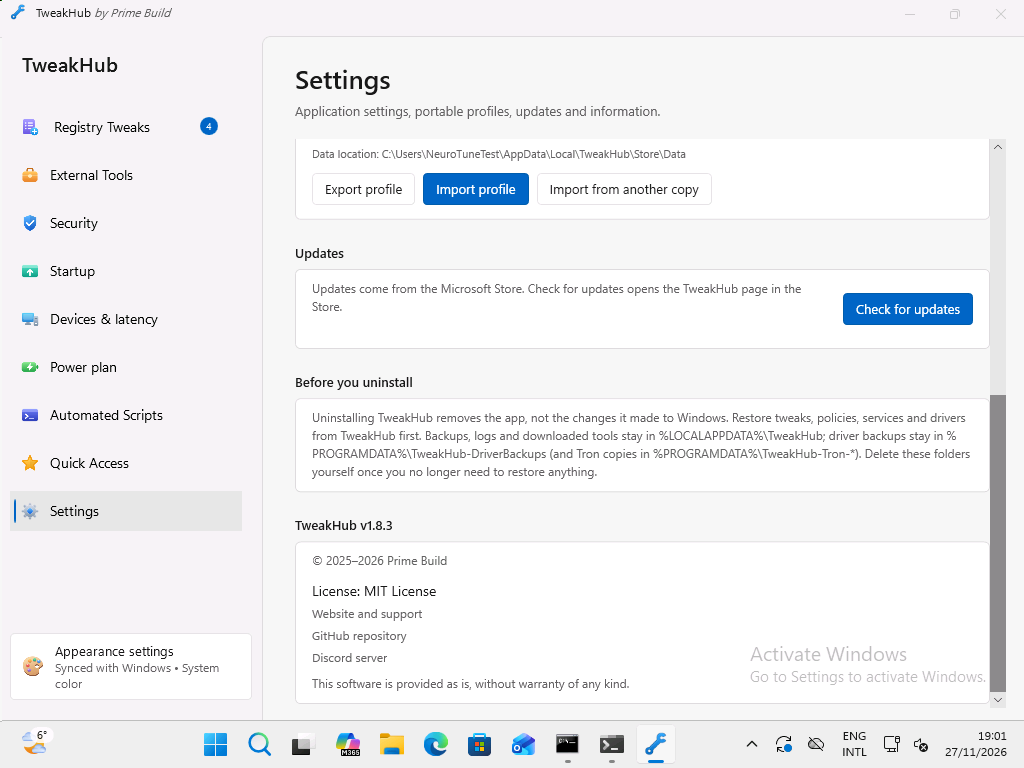 TweakHub by Prime Build
TweakHub
Registry Tweaks
4
External Tools
Security
Startup
Devices & latency
Power plan
Automated Scripts
Quick Access
Settings
Appearance settings
Synced with Windows • System
color
Settings
Application settings, portable profiles, updates and information.
Data location: C:\Users\NeuroTuneTest\AppData\Local\TweakHub\Store\Data
Export profile
Import profile
Import from another copy
Updates
Updates come from the Microsoft Store. Check for updates opens the TweakHub page in the
Store.
Check for updates
Before you uninstall
Uninstalling TweakHub removes the app, not the changes it made to Windows. Restore tweaks, policies, services and drivers
from TweakHub first. Backups, logs and downloaded tools stay in %LOCALAPPDATA%\TweakHub; driver backups stay in %
PROGRAMDATA%\TweakHub-DriverBackups (and Tron copies in %PROGRAMDATA%\TweakHub-Tron-*). Delete these folders
yourself once you no longer need to restore anything.
TweakHub v1.8.3
© 2025–2026 Prime Build
License: MIT License
Website and support
GitHub repository
Discord server
This software is provided as is, without warranty of any kind.
Activate Windows
Go to Settings to activate Windows.
6°
M365
ENG
INTL
19:01
27/11/2026